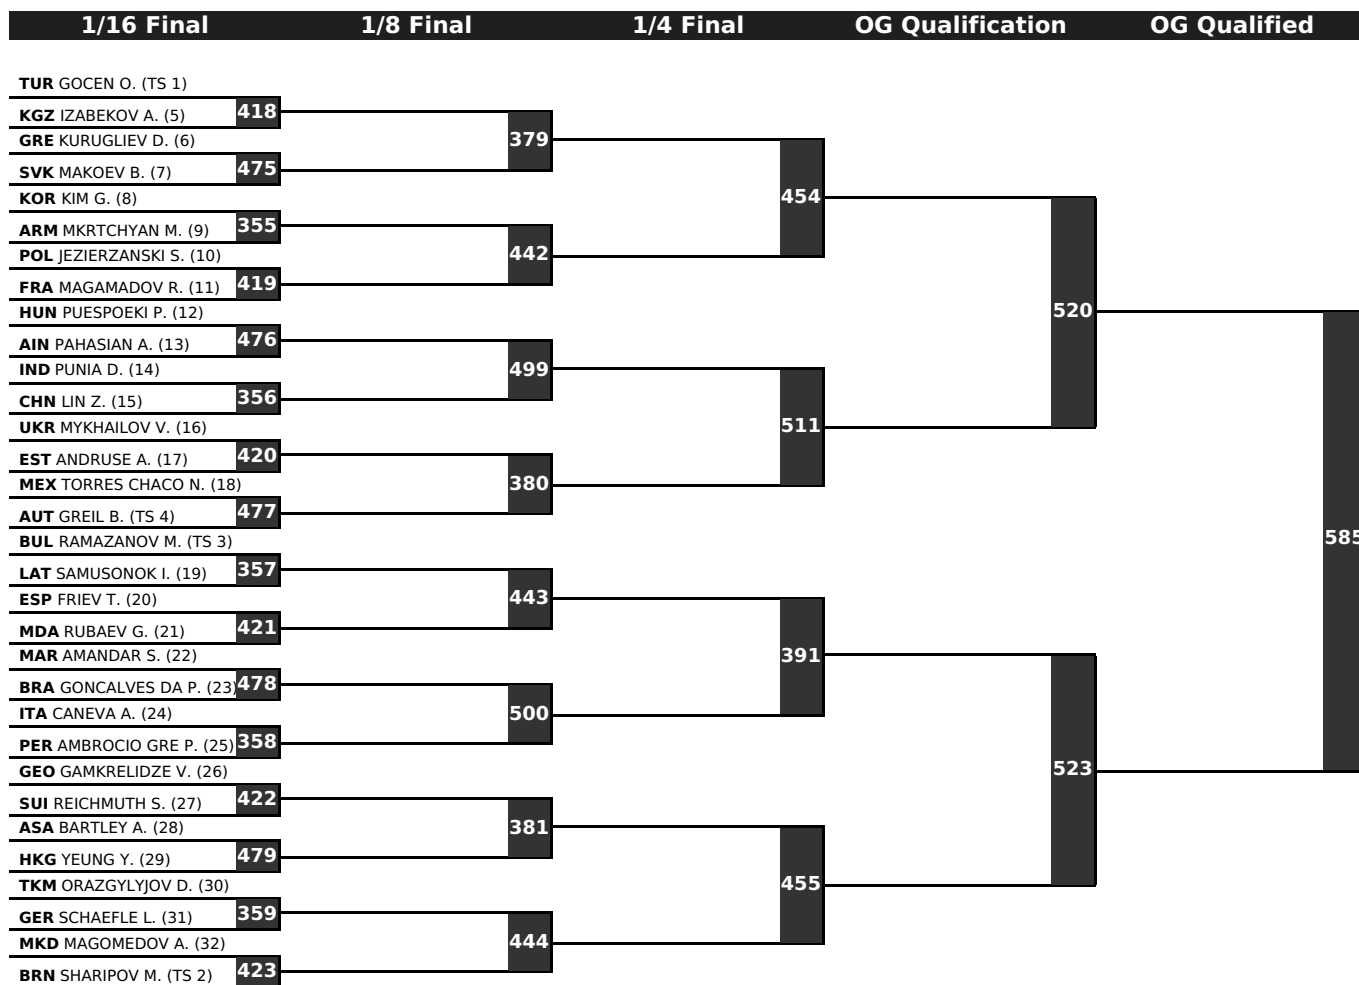 1/16 Final 1/8 Final 1/4 Final OG Qualification OG Qualified
TUR GOCEN O. (TS 1)
418
KGZ IZABEKOV A. (5)
GRE KURUGLIEV D. (6)
379
475
SVK MAKOEV B. (7)
KOR KIM G. (8)
454
355
ARM MKRTCHYAN M. (9)
POL JEZIERZANSKI S. (10)
442
FRA MAGAMADOV R. (11)
419
HUN PUESPOEKI P. (12)
520
476
AIN PAHASIAN A. (13)
IND PUNIA D. (14)
499
356
CHN LIN Z. (15)
UKR MYKHAILOV V. (16)
511
420
EST ANDRUSE A. (17)
MEX TORRES CHACO N. (18)
380
477
AUT GREIL B. (TS 4)
585
BUL RAMAZANOV M. (TS 3)
357
LAT SAMUSONOK I. (19)
ESP FRIEV T. (20)
443
421
MDA RUBAEV G. (21)
MAR AMANDAR S. (22)
391
BRA GONCALVES DA P. (23)
478
ITA CANEVA A. (24)
500
PER AMBROCIO GRE P. (25)
358
GEO GAMKRELIDZE V. (26)
523
422
SUI REICHMUTH S. (27)
ASA BARTLEY A. (28)
381
479
HKG YEUNG Y. (29)
TKM ORAZGYLYJOV D. (30)
455
359
GER SCHAEFLE L. (31)
MKD MAGOMEDOV A. (32)
444
423
BRN SHARIPOV M. (TS 2)